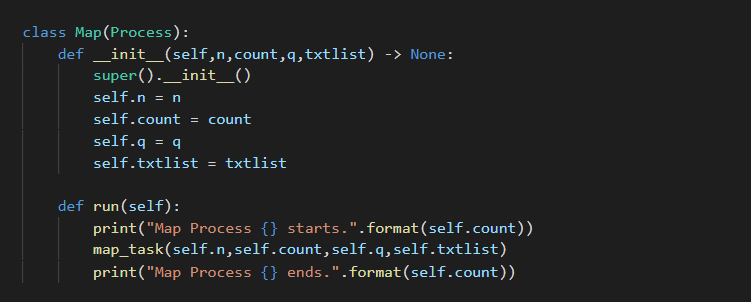 class Map(Process):
    def __init__(self,n,count,q,txtlist) -> None:
        super().__init__()
        self.n = n
        self.count = count
        self.q = q
        self.txtlist = txtlist

    def run(self):
        print("Map Process {} starts.".format(self.count))
        map_task(self.n,self.count,self.q,self.txtlist)
        print("Map Process {} ends.".format(self.count))